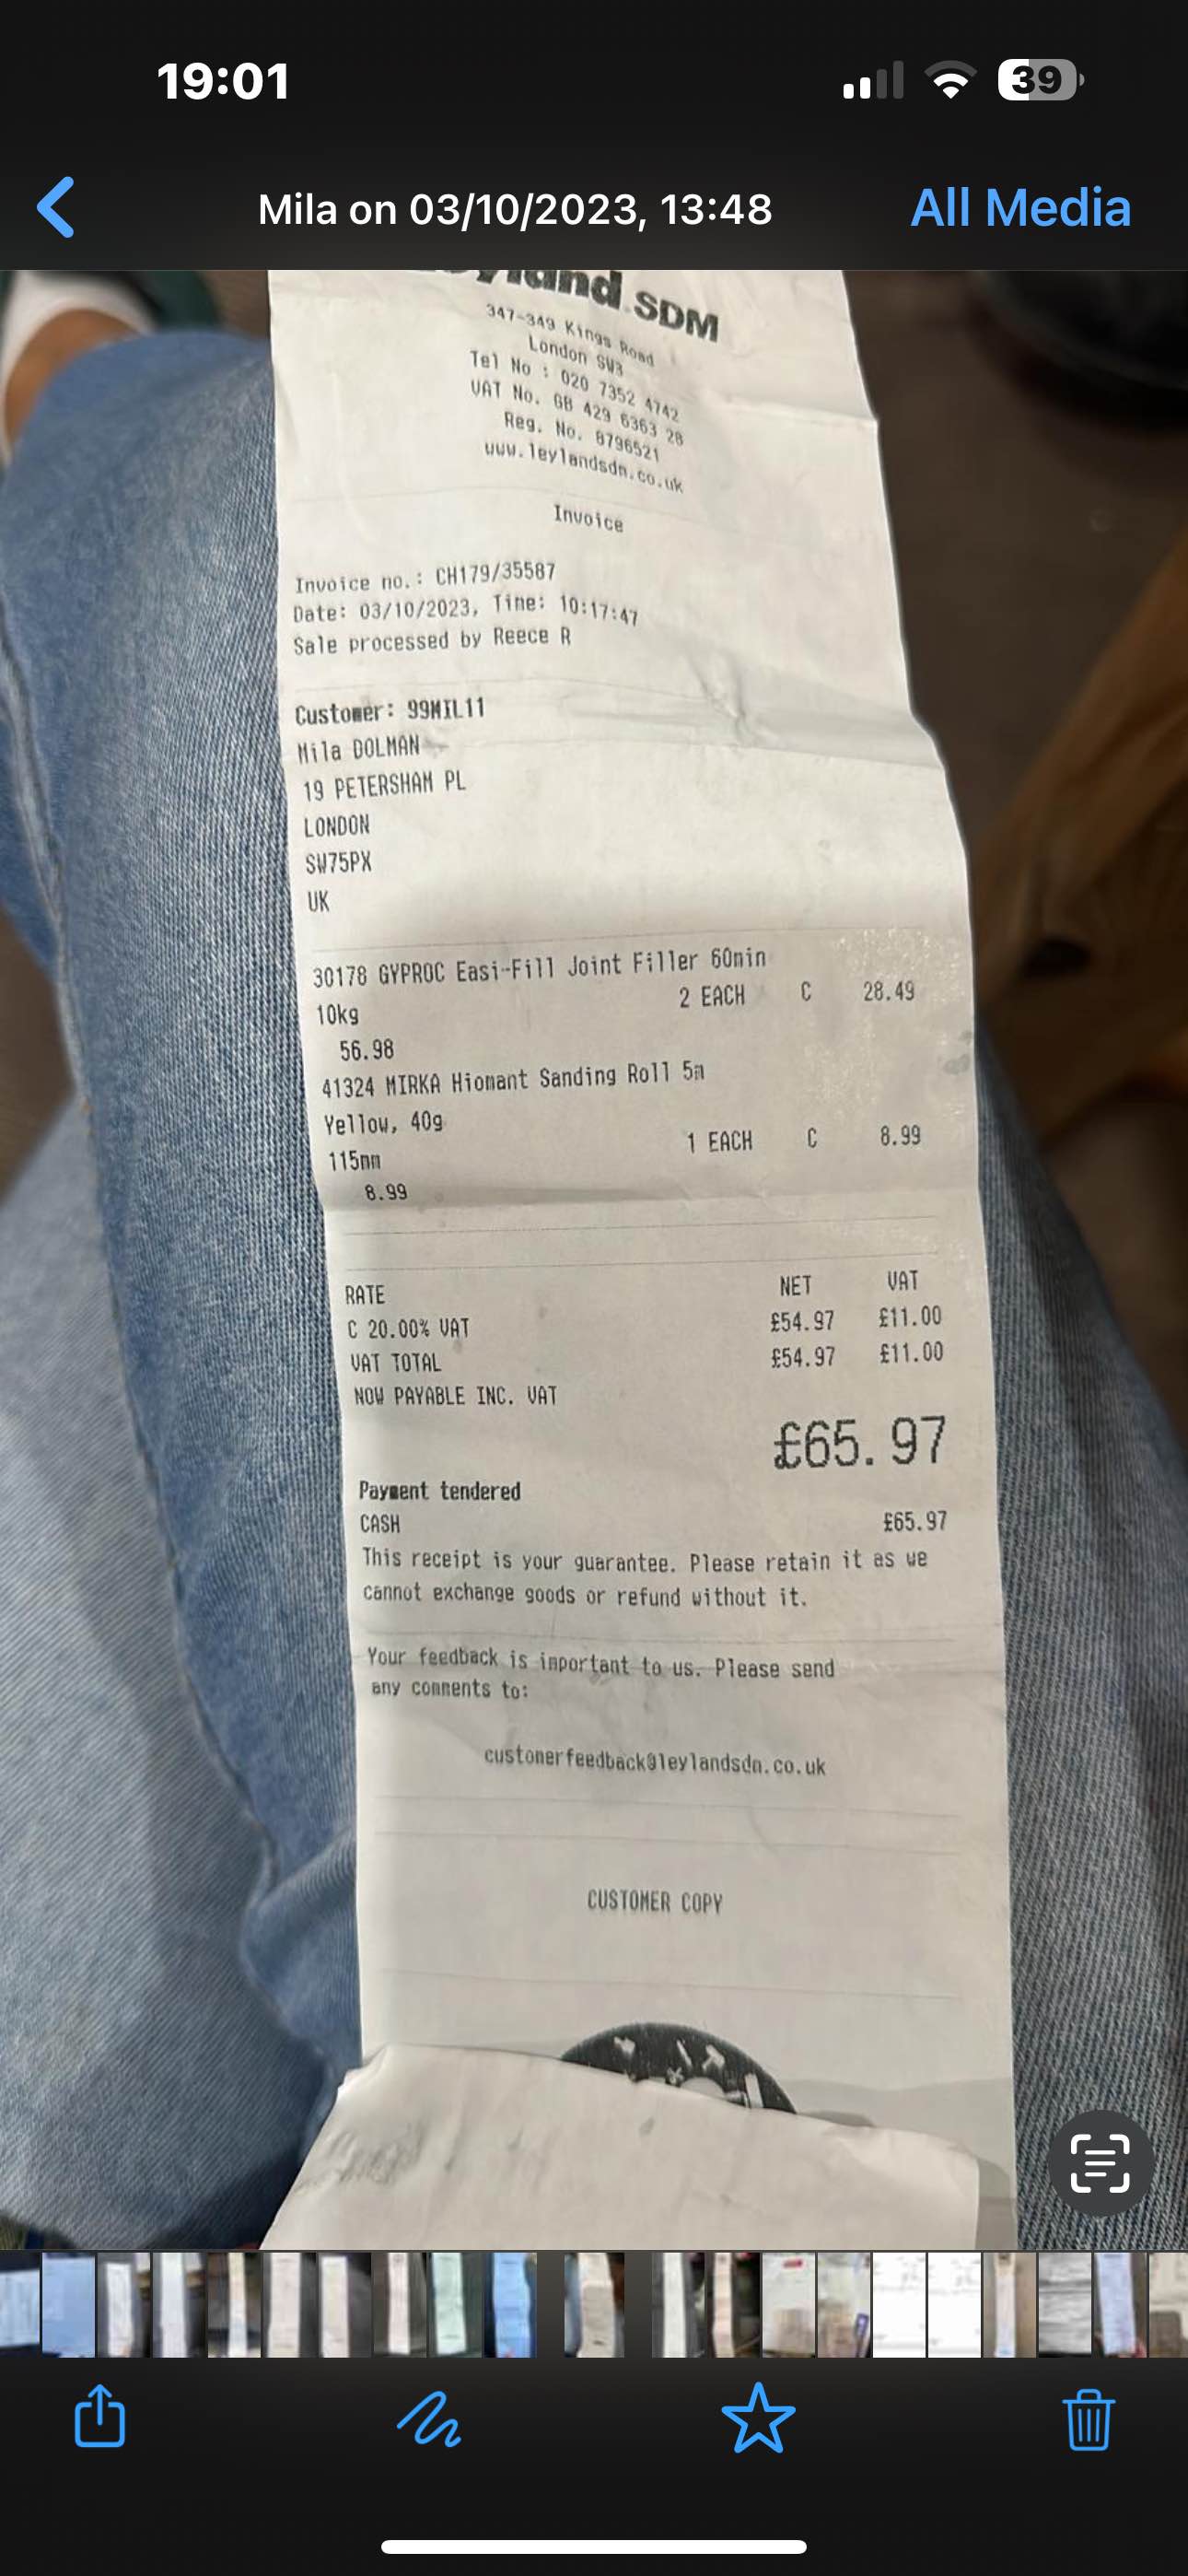 19:01
39
Mila on 03/10/2023, 13:48
All Media
SDM
347-349 Kings Road
London SW3
Tel No : 020 7352 4742
VAT No. GB 429 6363 28
Reg. No. 8796521
www.leylandsdm.co.uk
Invoice
Invoice no.: CH179/35587
Date: 03/10/2023, Time: 10:17:47
Sale processed by Reece R
Customer: 99MIL11
Mila DOLMAN
19 PETERSHAM PL
LONDON
SW75PX
UK
30178 GYPROC Easi-Fill Joint Filler 60min
10kg 2 EACH C 28.49
56.98
41324 MIRKA Hiomant Sanding Roll 5m
Yellow, 40g
115mm 1 EACH C 8.99
8.99
RATE NET VAT
C 20.00% VAT £54.97 £11.00
VAT TOTAL £54.97 £11.00
NOW PAYABLE INC. VAT
£65.97
Payment tendered
CASH £65.97
This receipt is your guarantee. Please retain it as we
cannot exchange goods or refund without it.
Your feedback is important to us. Please send
any comments to:
customerfeedback@leylandsdm.co.uk
CUSTOMER COPY